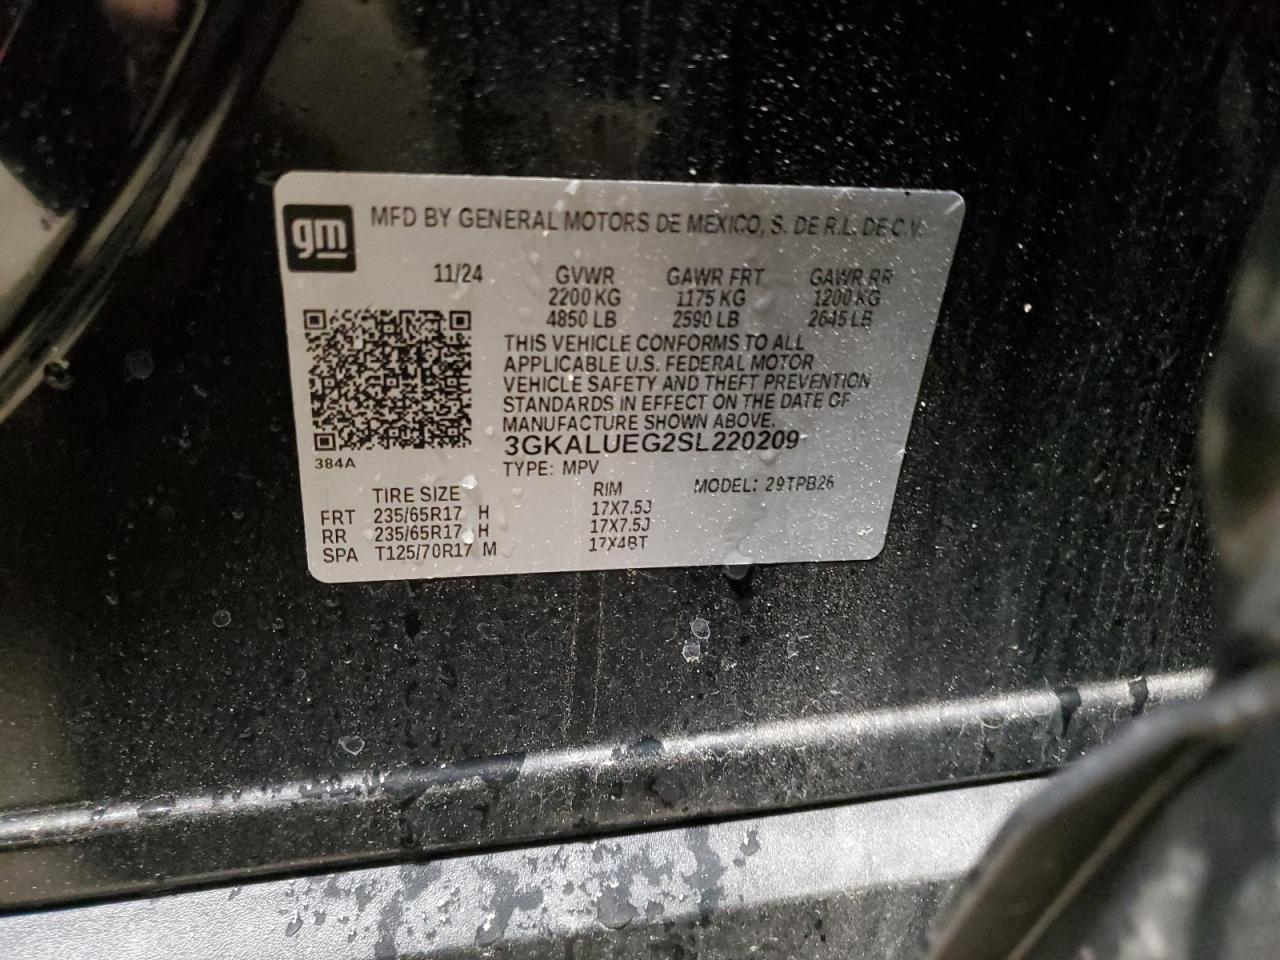 gm MFD BY GENERAL MOTORS DE MEXICO, S. DE R.L. DE C.V.
11/24 GVWR GAWR FRT GAWR RR
2200 KG 1175 KG 1200 KG
4850 LB 2590 LB 2645 LB
THIS VEHICLE CONFORMS TO ALL
APPLICABLE U.S. FEDERAL MOTOR
VEHICLE SAFETY AND THEFT PREVENTION
STANDARDS IN EFFECT ON THE DATE OF
MANUFACTURE SHOWN ABOVE.
3GKALUEG2SL220209
384A
TYPE: MPV
MODEL: 29TPB26
TIRE SIZE RIM
FRT 235/65R17 H 17X7.5J
RR 235/65R17 H 17X7.5J
SPA T125/70R17 M 17X4BT